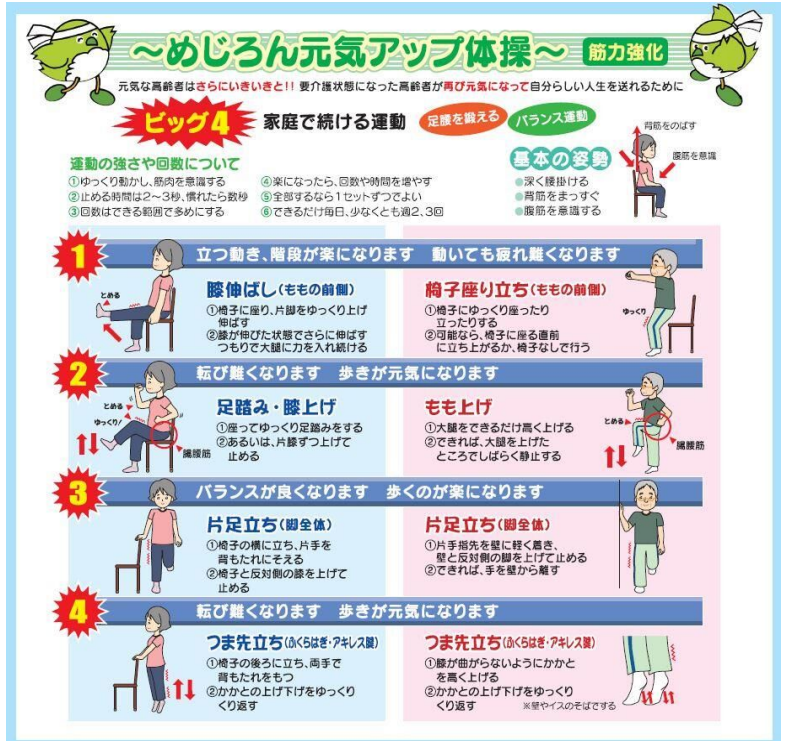 ～めじろん元気アップ体操～ 筋力強化
元気な高齢者はさらにいきいきと!! 要介護状態になった高齢者が再び元気になって自分らしい人生を送れるために
ビッグ4 家庭で続ける運動 足腰を鍛える バランス運動
運動の強さや回数について
①ゆっくり動かし、筋肉を意識する
②止める時間は2～3秒、慣れたら数秒
③回数はできる範囲で多めにする
④楽になったら、回数や時間を増やす
⑤全部するなら1セットずつでよい
⑥できるだけ毎日、少なくとも週2、3回
基本の姿勢
●深く腰掛ける
●背筋をまっすぐ
●腹筋を意識する
背筋をのばす
腹筋を意識
1 立つ動き、階段が楽になります 動いても疲れ難くなります
とめる
膝伸ばし(ももの前側)
①椅子に座り、片脚をゆっくり上げ
伸ばす
②膝が伸びた状態でさらに伸ばす
つもりで大腿に力を入れ続ける
椅子座り立ち(ももの前側)
①椅子にゆっくり座ったり
立ったりする
②可能なら、椅子に座る直前
に立ち上がるか、椅子なしで行う
ゆっくり
2 転び難くなります 歩きが元気になります
とめる
ゆっくり!
腸腰筋
足踏み・膝上げ
①座ってゆっくり足踏みをする
②あるいは、片膝ずつ上げて
止める
もも上げ
①大腿をできるだけ高く上げる
②できれば、大腿を上げた
ところでしばらく静止する
とめる
腸腰筋
3 バランスが良くなります 歩くのが楽になります
片足立ち(脚全体)
①椅子の横に立ち、片手を
背もたれにそえる
②椅子と反対側の膝を上げて
止める
片足立ち(脚全体)
①片手指先を壁に軽く着き、
壁と反対側の脚を上げて止める
②できれば、手を壁から離す
4 転び難くなります 歩きが元気になります
つま先立ち(ふくらはぎ・アキレス腱)
①椅子の後ろに立ち、両手で
背もたれをもつ
②かかとの上げ下げをゆっくり
くり返す
つま先立ち(ふくらはぎ・アキレス腱)
①膝が曲がらないようにかかと
を高く上げる
②かかとの上げ下げをゆっくり
くり返す
※壁やイスのそばでする